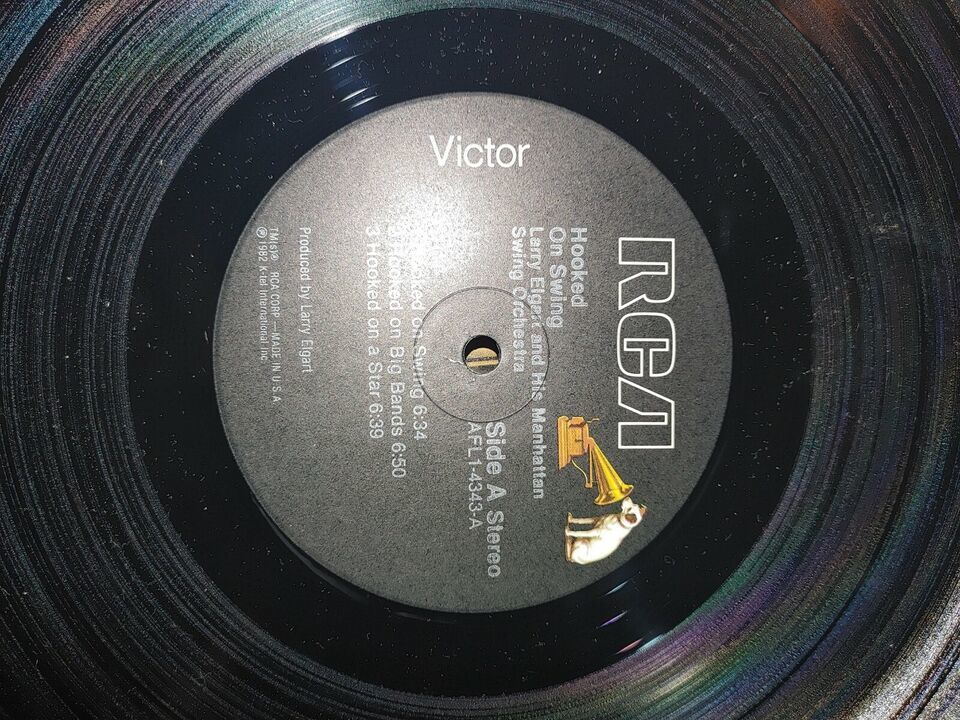 RCA
Victor
Hooked
On Swing
Larry Elgart and His Manhattan
Swing Orchestra
Side A Stereo
AFL1-4343-A
Hooked on Swing 6:34
Hooked on Big Bands 6:50
3 Hooked on a Star 6:39
Produced by Larry Elgart
TM(s)® RCA CORP—MADE IN U.S.A.
℗1982 K-tel International Inc.